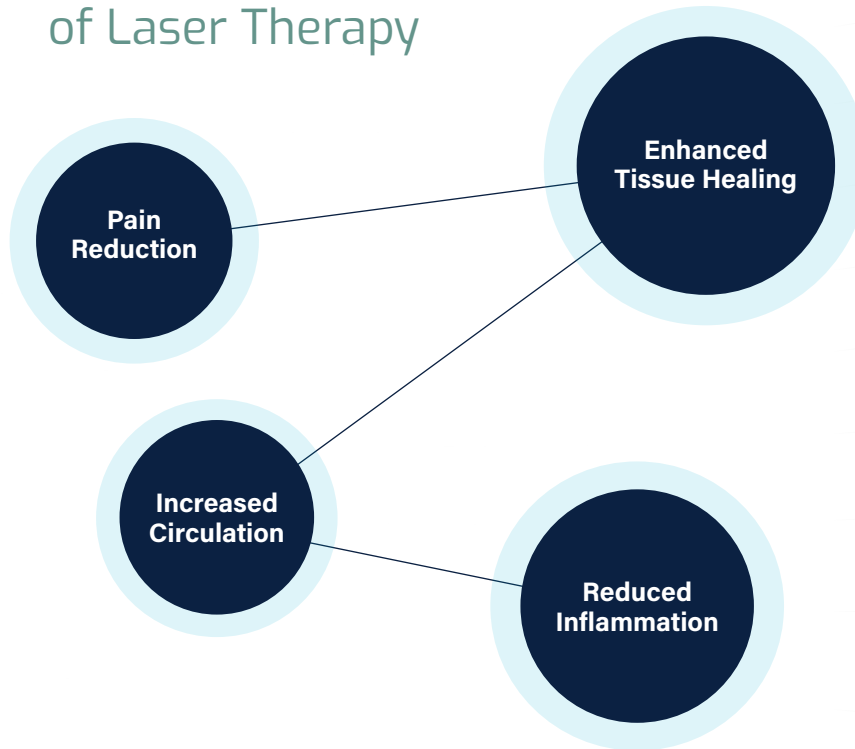 of Laser Therapy
Enhanced
Tissue Healing
Pain
Reduction
Increased
Circulation
Reduced
Inflammation